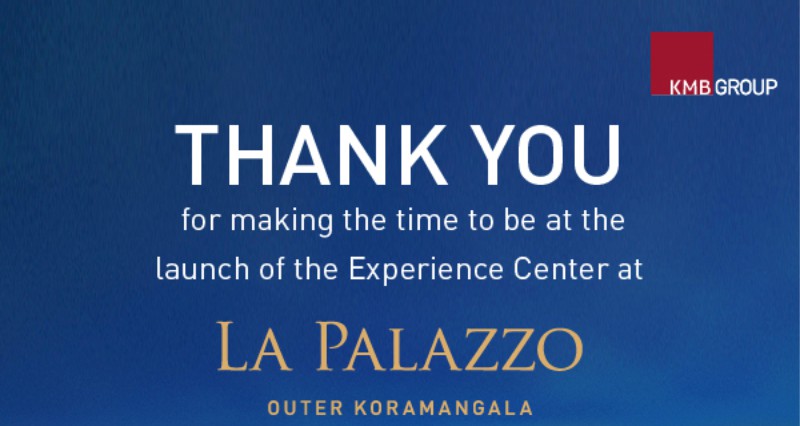 KMB GROUP
THANK YOU
for making the time to be at the
launch of the Experience Center at
LA PALAZZO
OUTER KORAMANGALA